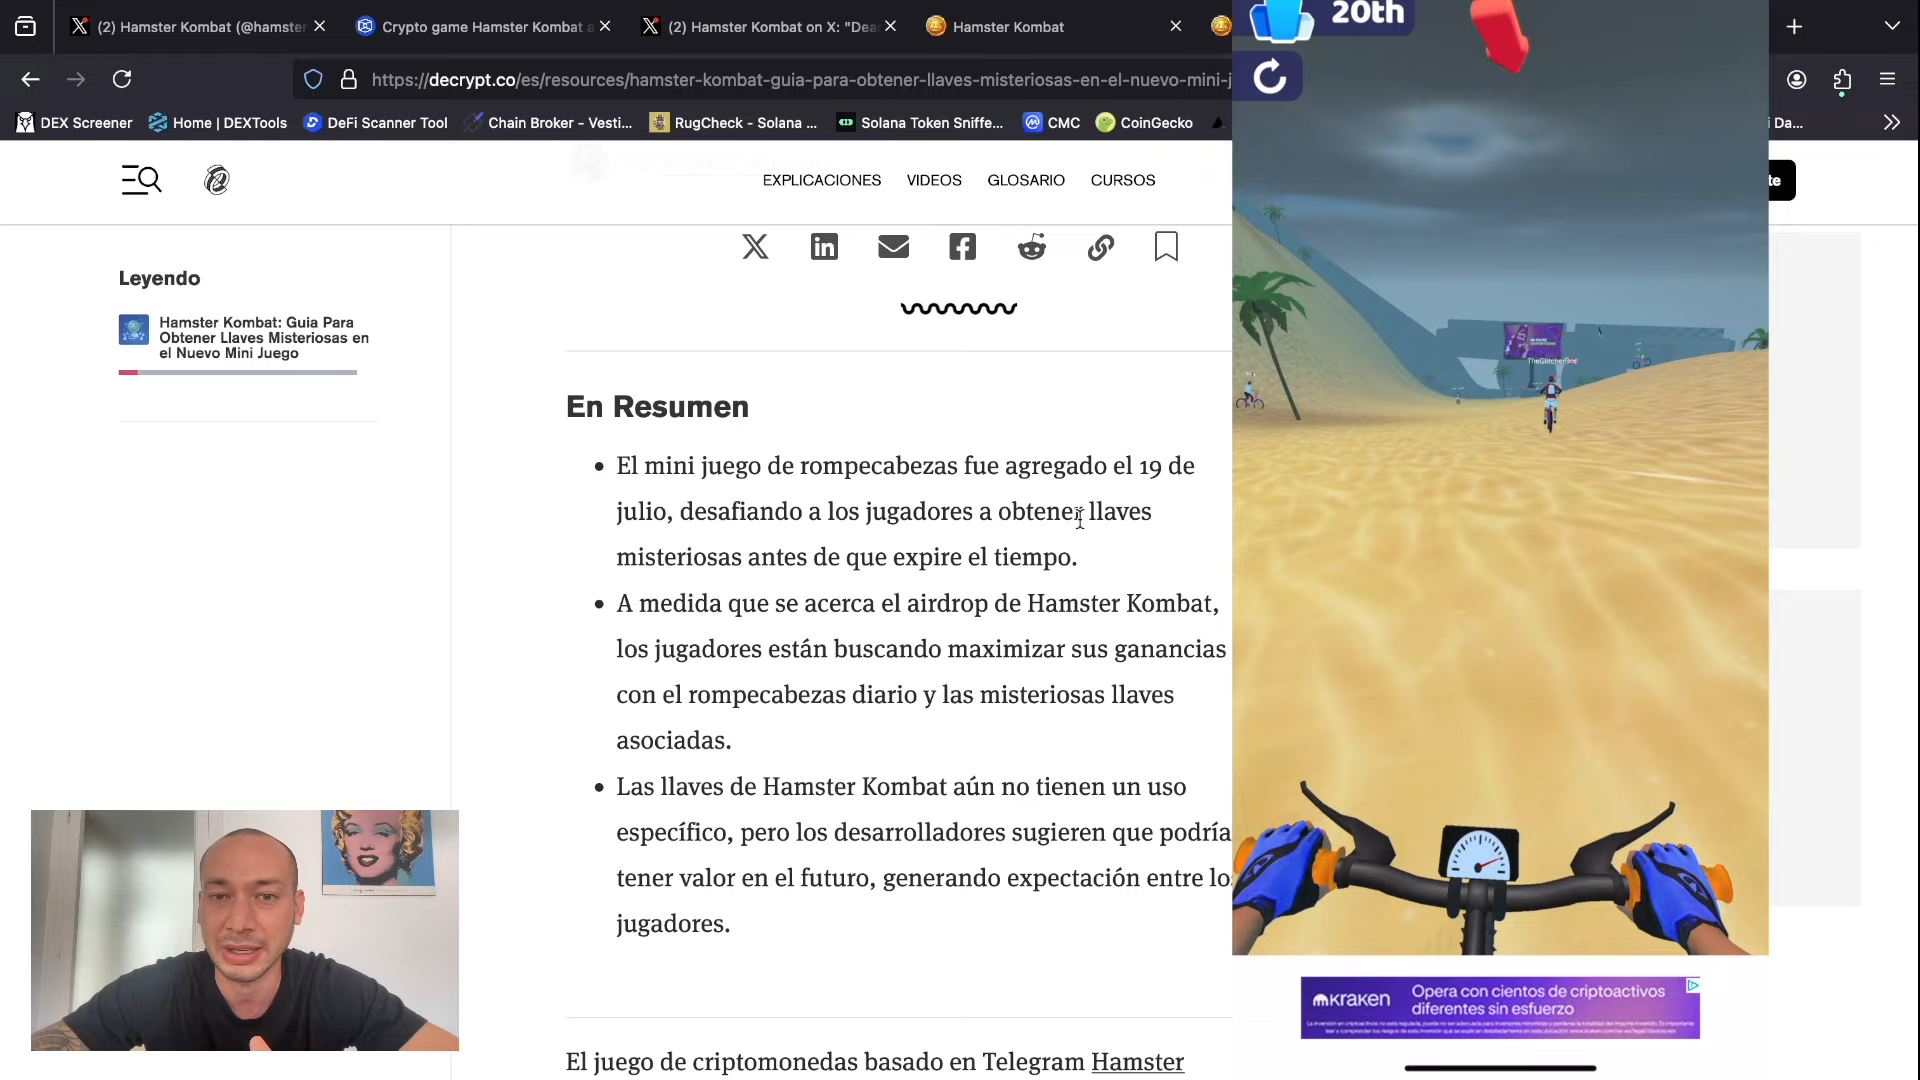 (2) Hamster Kombat (@hamster
Crypto game Hamster Kombat a
(2) Hamster Kombat on X: "Dea
Hamster Kombat
https://decrypt.co/es/resources/hamster-kombat-guia-para-obtener-llaves-misteriosas-en-el-nuevo-mini-j
DEX Screener
Home | DEXTools
DeFi Scanner Tool
Chain Broker - Vesti...
RugCheck - Solana ...
Solana Token Sniffe...
CMC
CoinGecko
i Da...
EXPLICACIONES
VIDEOS
GLOSARIO
CURSOS
te
Leyendo
Hamster Kombat: Guia Para
Obtener Llaves Misteriosas en
el Nuevo Mini Juego
En Resumen
El mini juego de rompecabezas fue agregado el 19 de
julio, desafiando a los jugadores a obtener llaves
misteriosas antes de que expire el tiempo.
A medida que se acerca el airdrop de Hamster Kombat,
los jugadores están buscando maximizar sus ganancias
con el rompecabezas diario y las misteriosas llaves
asociadas.
Las llaves de Hamster Kombat aún no tienen un uso
específico, pero los desarrolladores sugieren que podría
tener valor en el futuro, generando expectación entre lo
jugadores.
El juego de criptomonedas basado en Telegram Hamster
20th
TheGlitcher
kraken
Opera con cientos de criptoactivos
diferentes sin esfuerzo